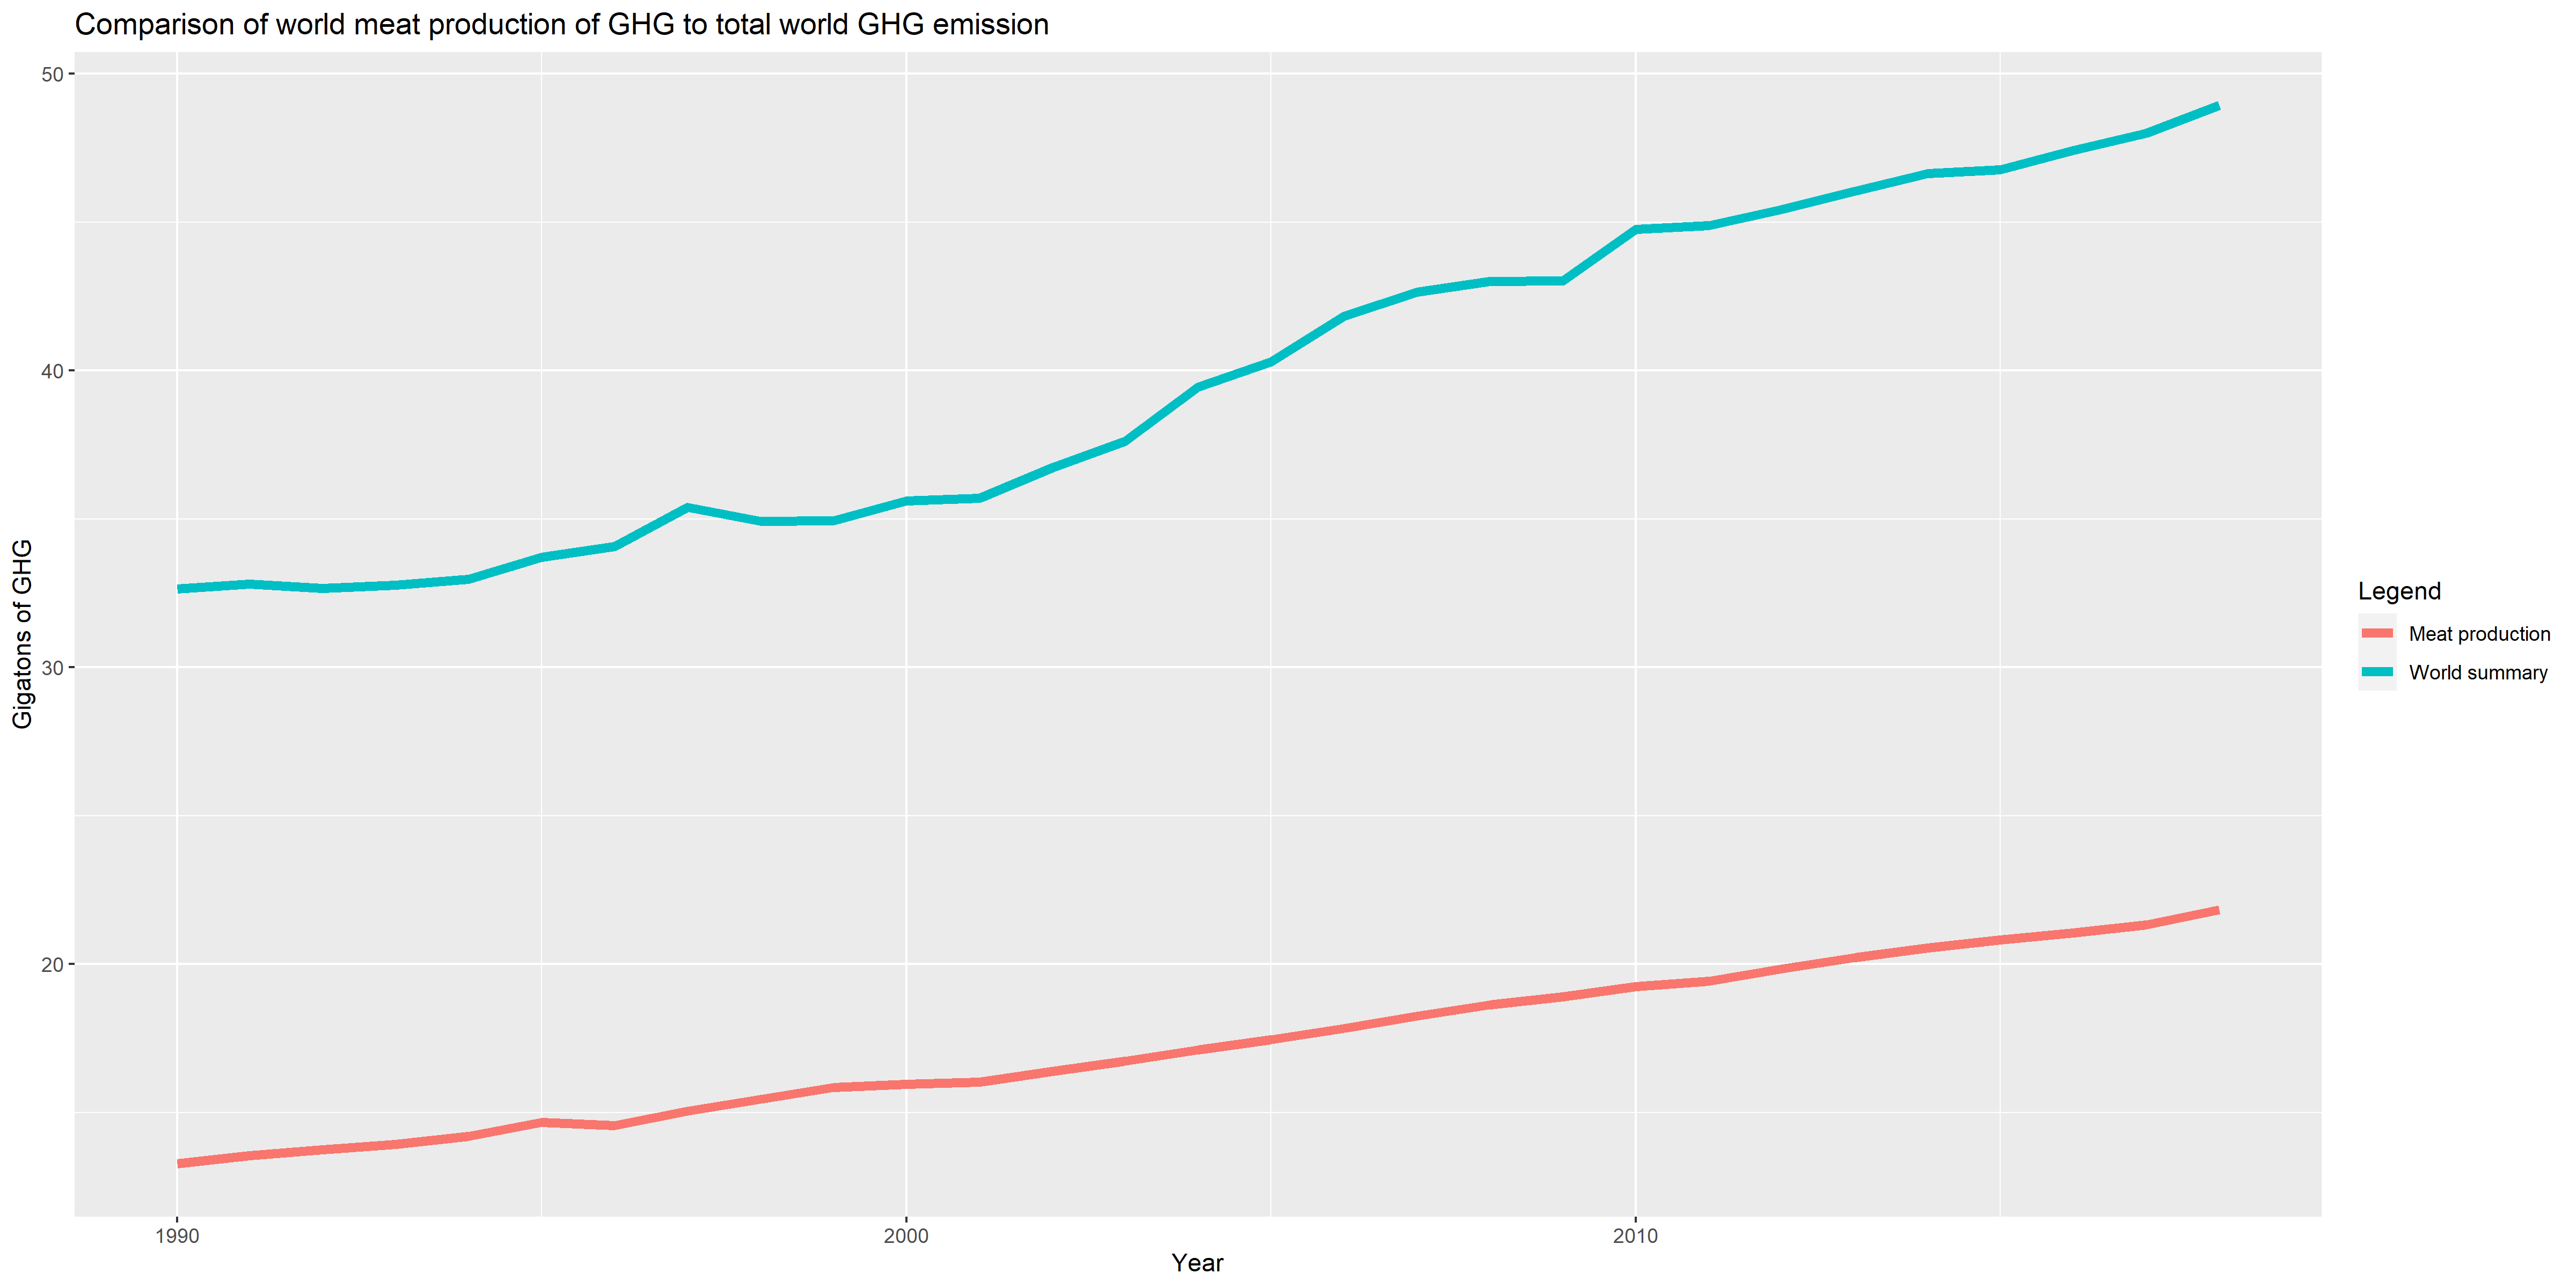 Comparison of world meat production of GHG to total world GHG emission
50
40
30
20
Gigatons of GHG
1990
2000
2010
Year
Legend
Meat production
World summary